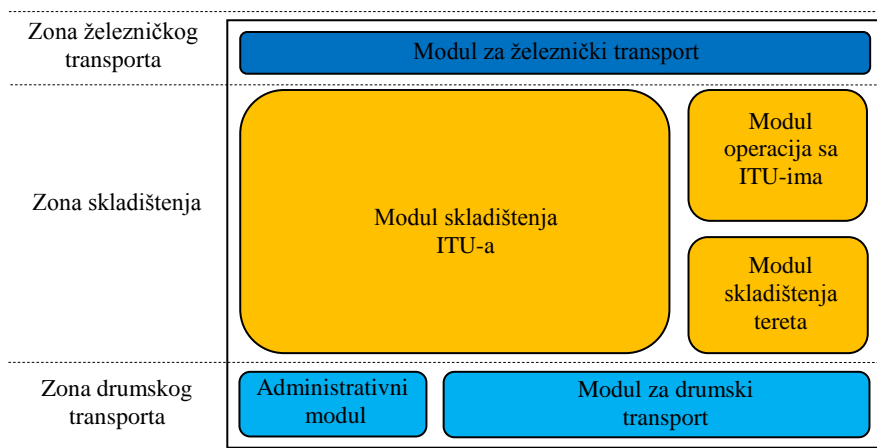 Zona železničkog
transporta
Modul za železnički transport
Zona skladištenja
Modul skladištenja
ITU-a
Modul
operacija sa
ITU-ima
Modul
skladištenja
tereta
Zona drumskog
transporta
Administrativni
modul
Modul za drumski
transport